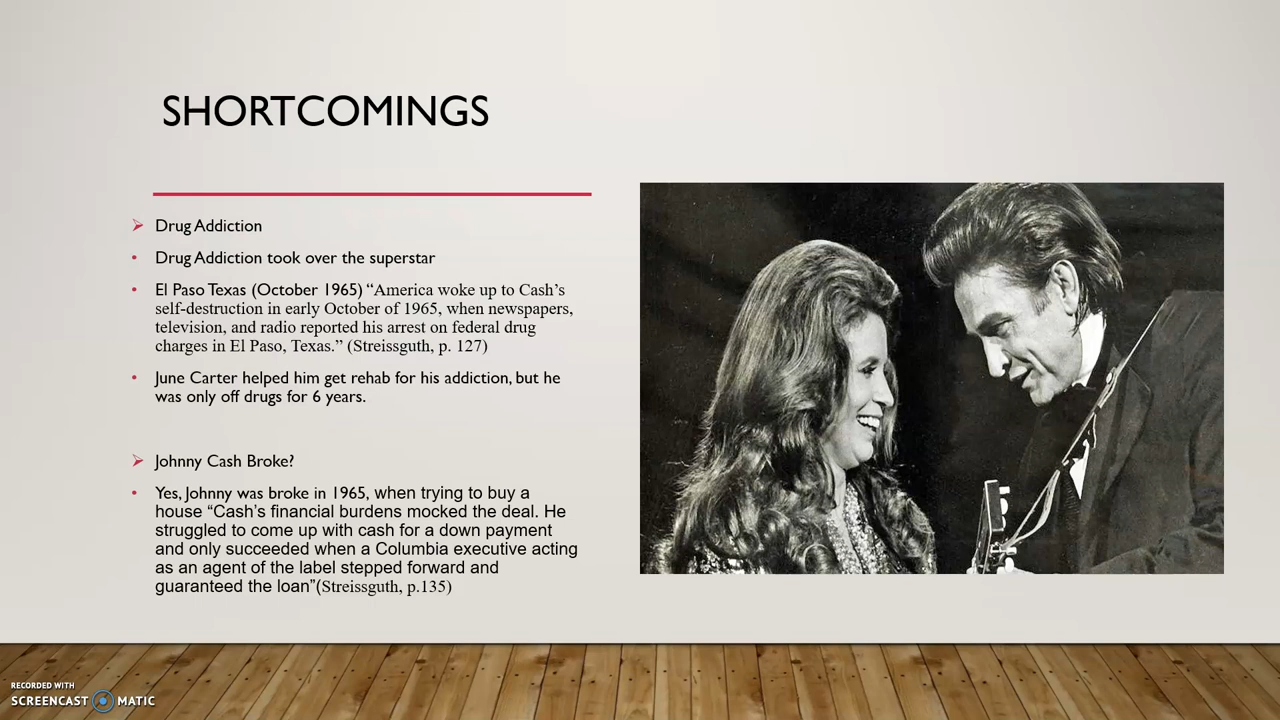 SHORTCOMINGS
Drug Addiction
Drug Addiction took over the superstar
El Paso Texas (October 1965) “America woke up to Cash’s
self-destruction in early October of 1965, when newspapers,
television, and radio reported his arrest on federal drug
charges in El Paso, Texas.” (Streissguth, p. 127)
June Carter helped him get rehab for his addiction, but he
was only off drugs for 6 years.
Johnny Cash Broke?
Yes, Johnny was broke in 1965, when trying to buy a
house “Cash’s financial burdens mocked the deal. He
struggled to come up with cash for a down payment
and only succeeded when a Columbia executive acting
as an agent of the label stepped forward and
guaranteed the loan”(Streissguth, p.135)
RECORDED WITH
SCREENCAST MATIC